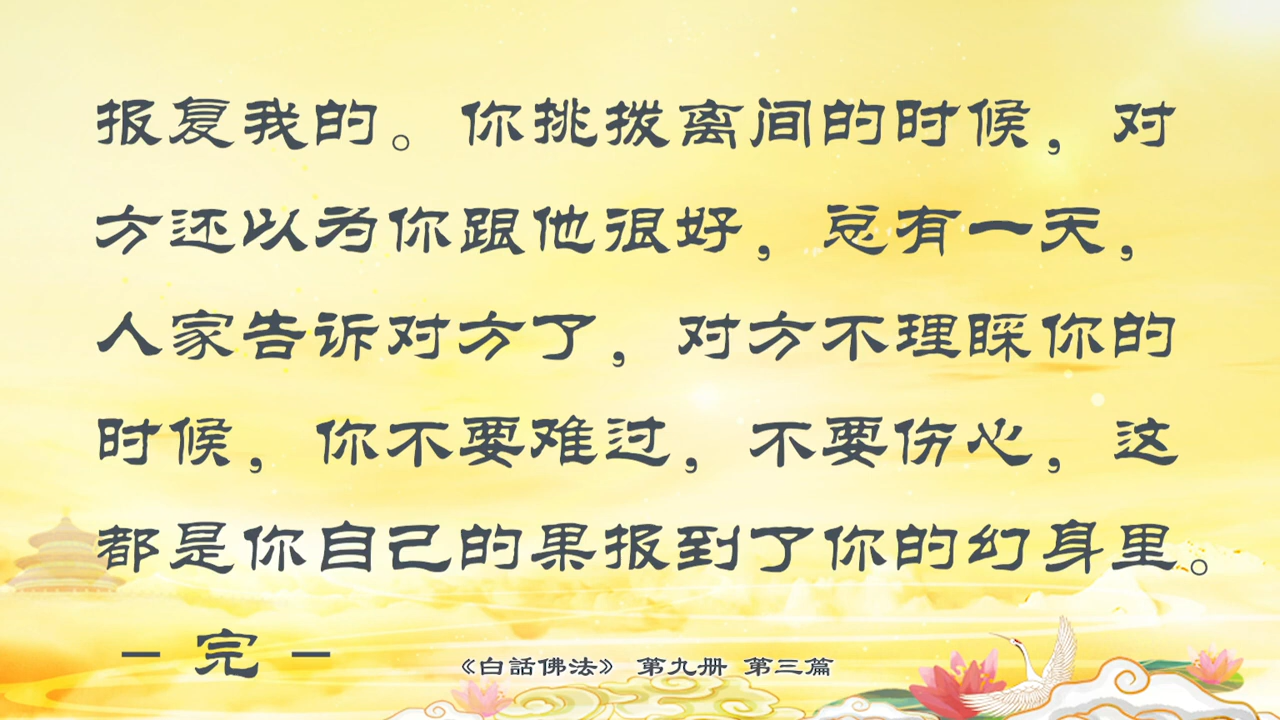 报复我的。你挑拨离间的时候，对
方还以为你跟他很好，总有一天，
人家告诉对方了，对方不理睬你的
时候，你不要难过，不要伤心，这
都是你自己的果报到了你的幻身里。
－ 完 －
《白話佛法》 第九册 第三篇